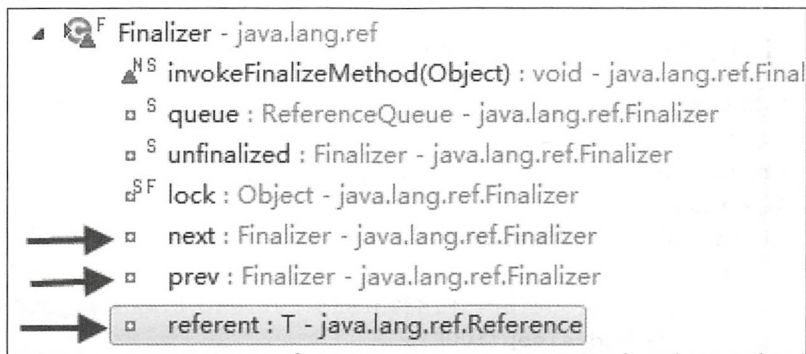 F Finalizer - java.lang.ref
N S invokeFinalizeMethod(Object) : void - java.lang.ref.Final
S queue : ReferenceQueue - java.lang.ref.Finalizer
S unfinalized : Finalizer - java.lang.ref.Finalizer
S F lock : Object - java.lang.ref.Finalizer
next : Finalizer - java.lang.ref.Finalizer
prev : Finalizer - java.lang.ref.Finalizer
referent : T - java.lang.ref.Reference